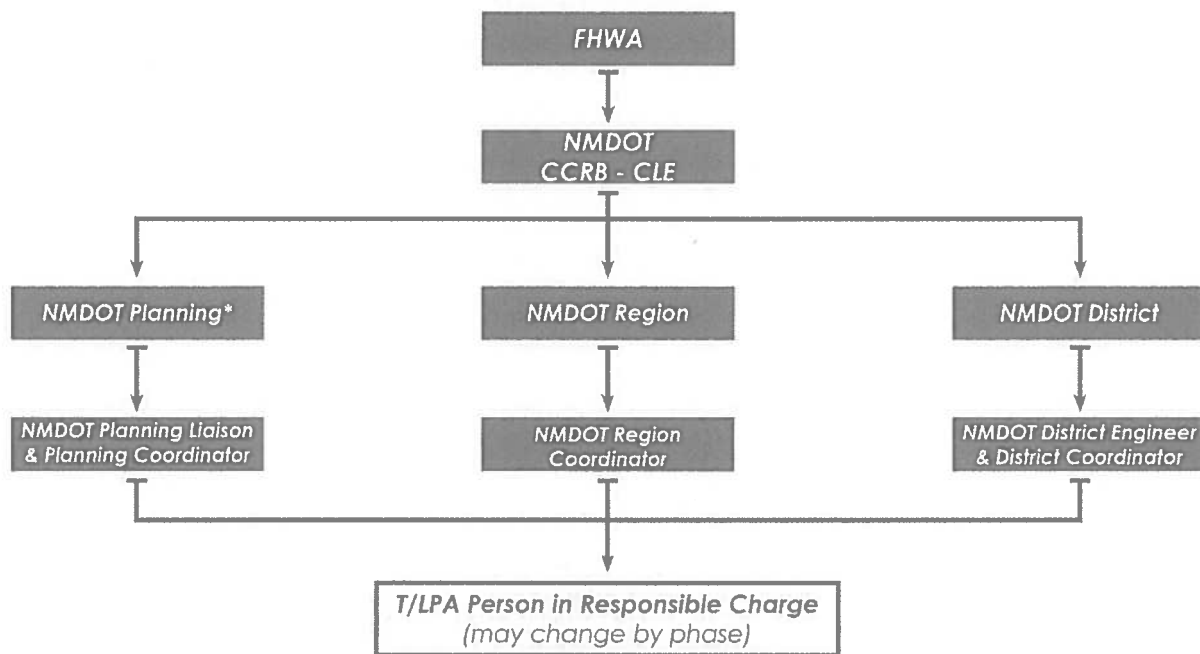 FHWA
NMDOT
CCRB - CLE
NMDOT Planning*
NMDOT Region
NMDOT District
NMDOT Planning Liaison
& Planning Coordinator
NMDOT Region
Coordinator
NMDOT District Engineer
& District Coordinator
T/LPA Person in Responsible Charge
(may change by phase)